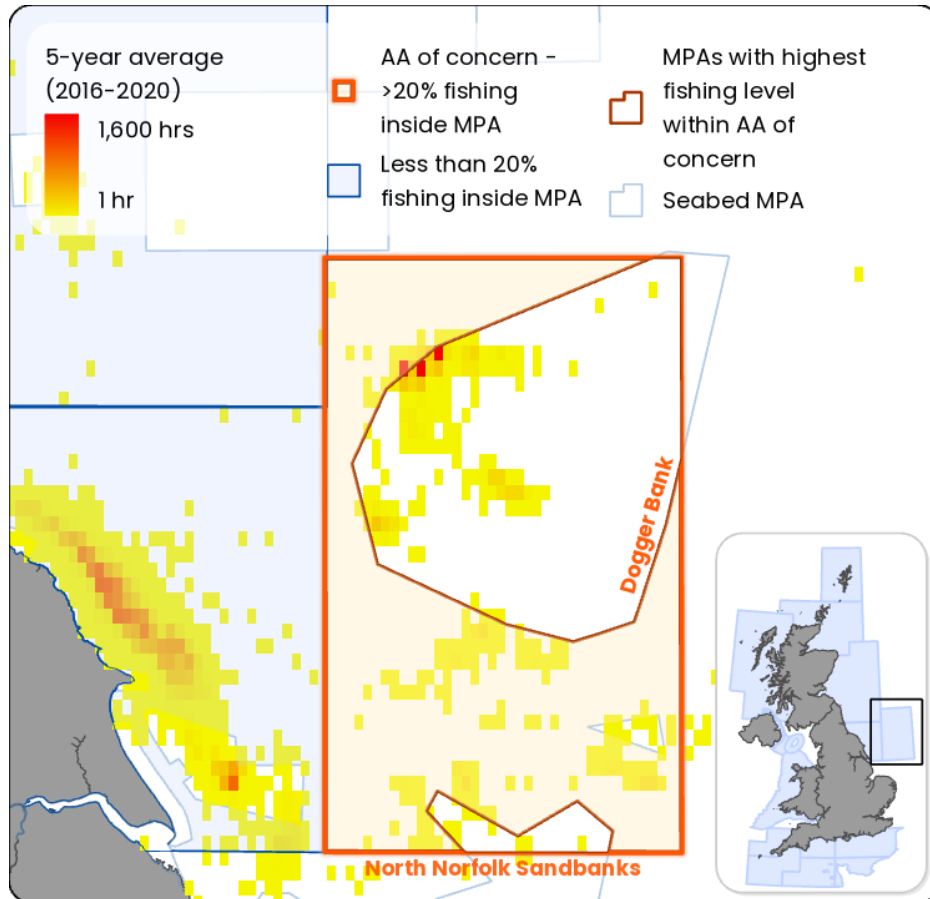 5-year average
(2016-2020)
1,600 hrs
1 hr
AA of concern -
>20% fishing
inside MPA
Less than 20%
fishing inside MPA
MPAs with highest
fishing level
within AA of
concern
Seabed MPA
Dogger Bank
North Norfolk Sandbanks